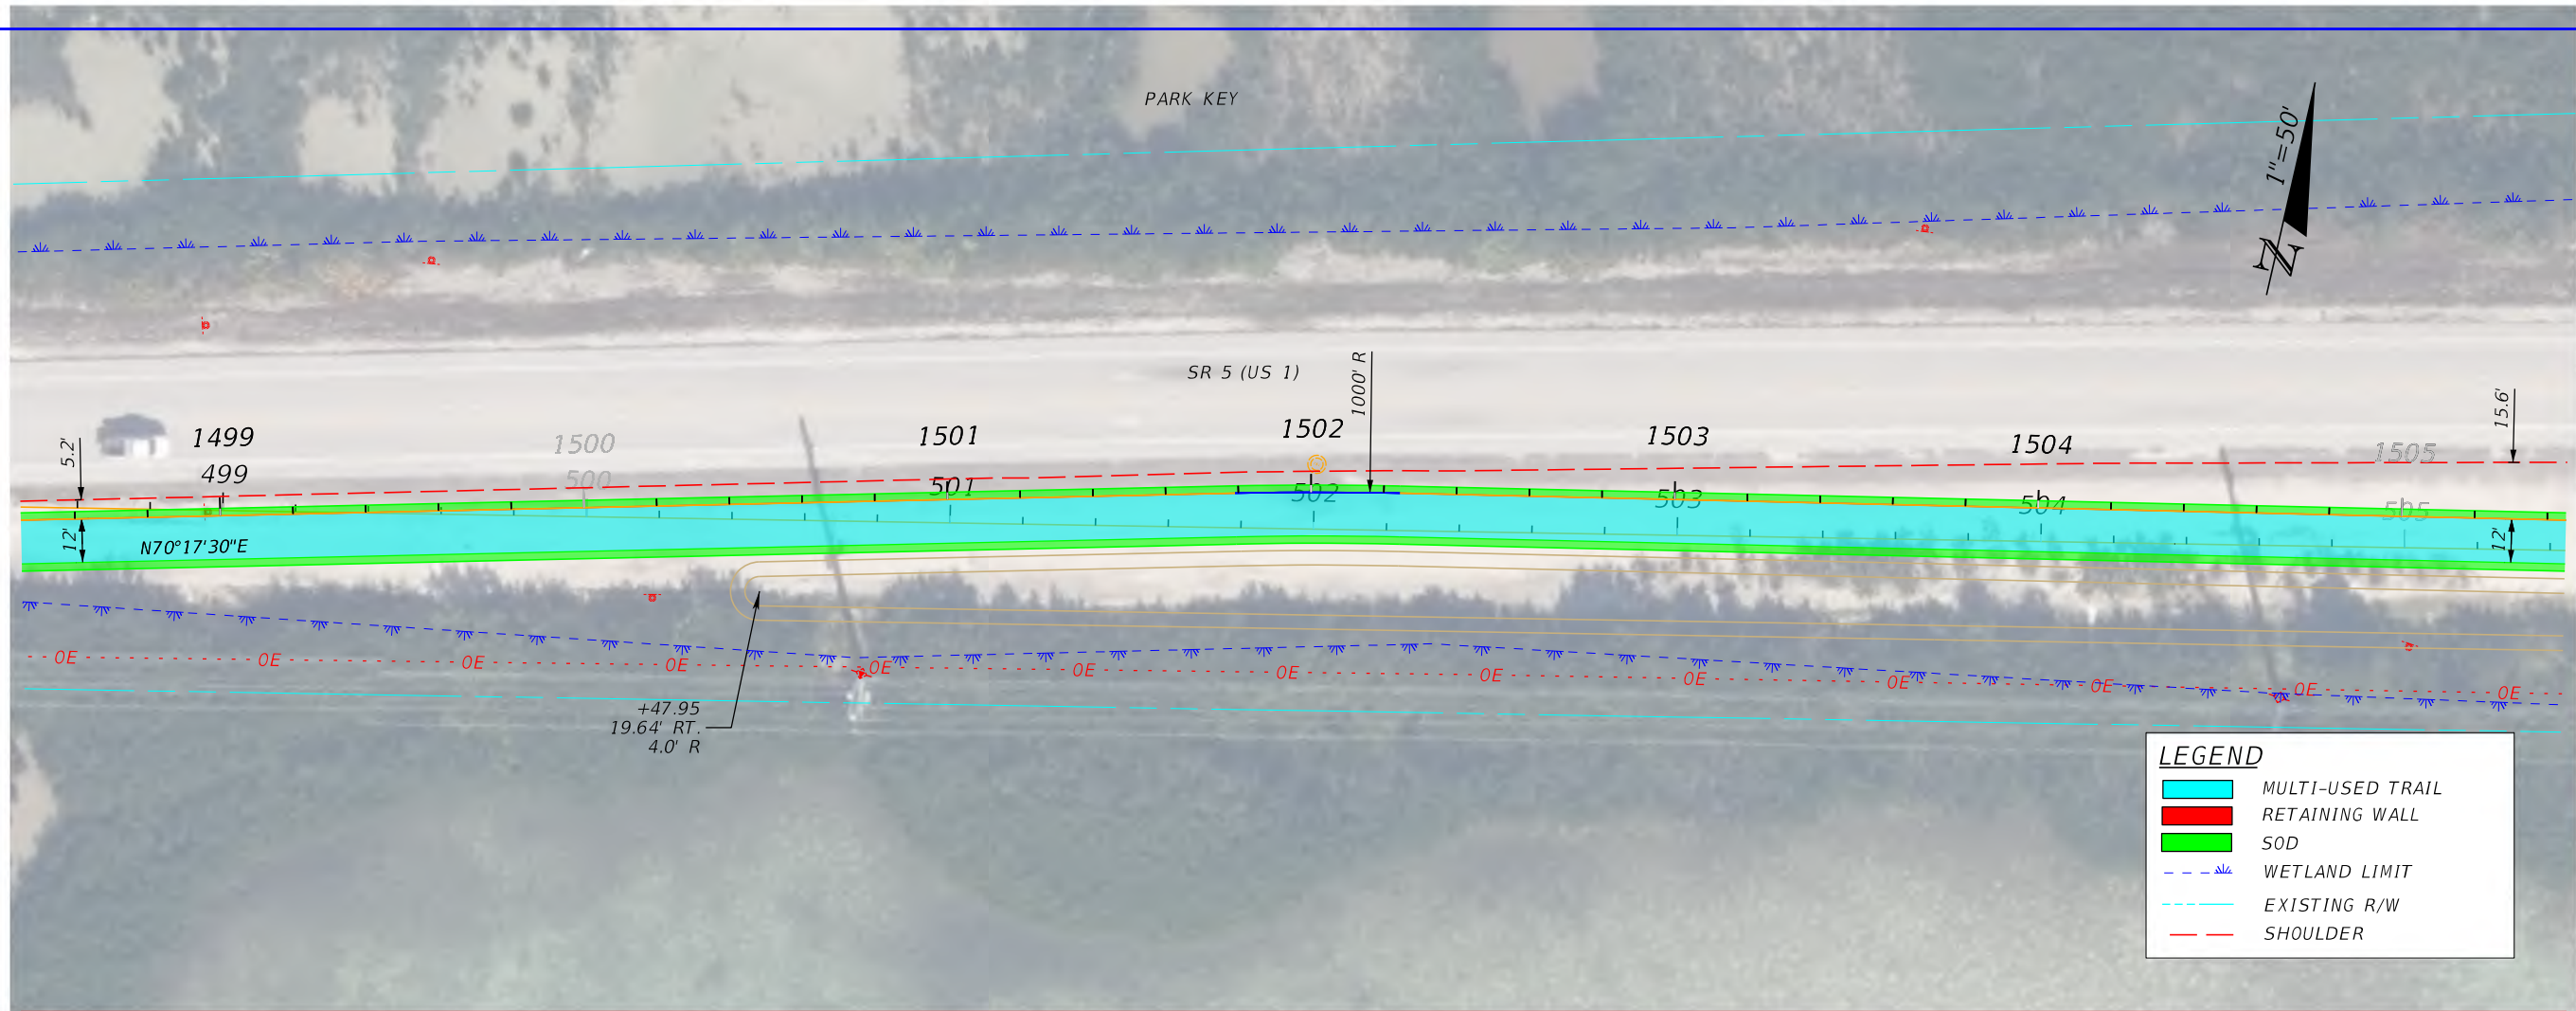 PARK KEY
1"=50'
N
SR 5 (US 1)
1000' R
15.6'
5.2'
1499
1500
1501
1502
1503
1504
1505
499
500
501
502
503
504
505
12'
N70°17'30"E
12'
OE OE OE OE OE OE OE OE OE OE OE OE OE
+47.95
19.64' RT.
4.0' R
LEGEND
MULTI-USED TRAIL
RETAINING WALL
SOD
WETLAND LIMIT
EXISTING R/W
SHOULDER